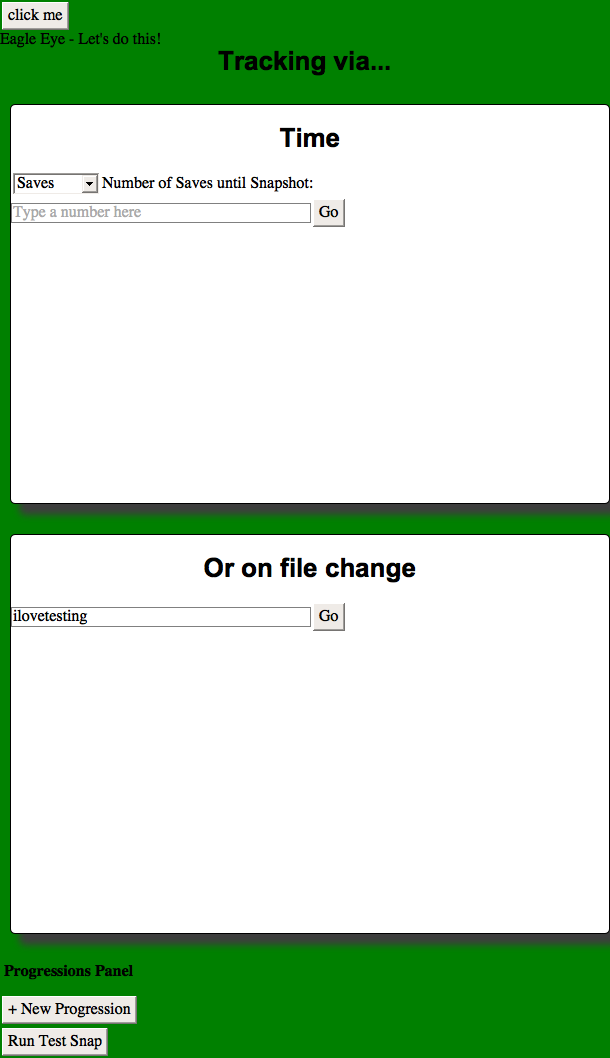 click me
Eagle Eye - Let's do this!
Tracking via...
Time
Saves Number of Saves until Snapshot:
Type a number here Go
Or on file change
ilovetesting Go
Progressions Panel
+ New Progression
Run Test Snap